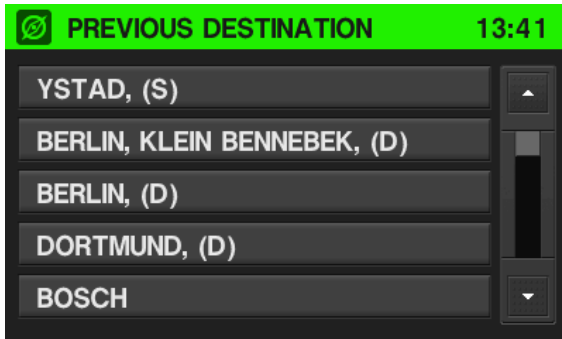 PREVIOUS DESTINATION 13:41
YSTAD, (S)
BERLIN, KLEIN BENNEBEK, (D)
BERLIN, (D)
DORTMUND, (D)
BOSCH